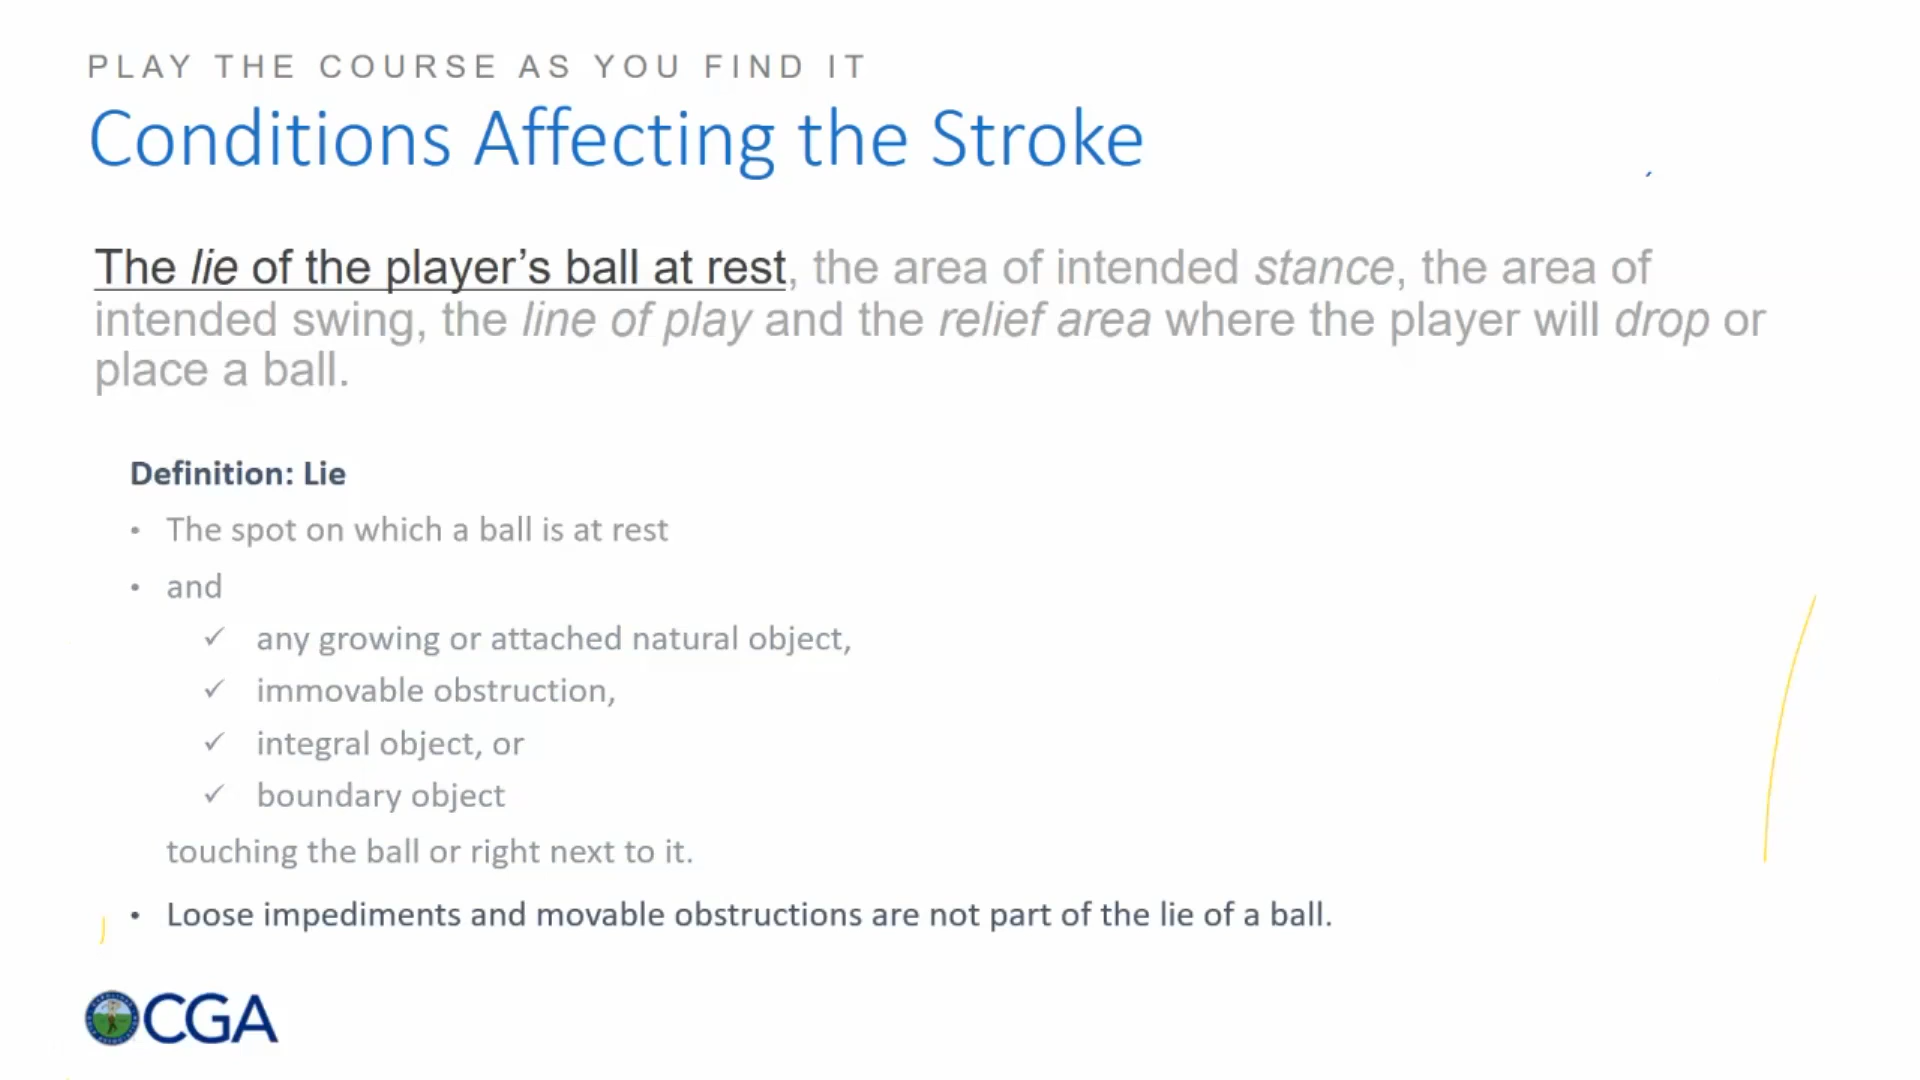 PLAY THE COURSE AS YOU FIND IT
Conditions Affecting the Stroke
The lie of the player’s ball at rest, the area of intended stance, the area of
intended swing, the line of play and the relief area where the player will drop or
place a ball.
Definition: Lie
• The spot on which a ball is at rest
• and
✓ any growing or attached natural object,
✓ immovable obstruction,
✓ integral object, or
✓ boundary object
touching the ball or right next to it.
• Loose impediments and movable obstructions are not part of the lie of a ball.
CGA